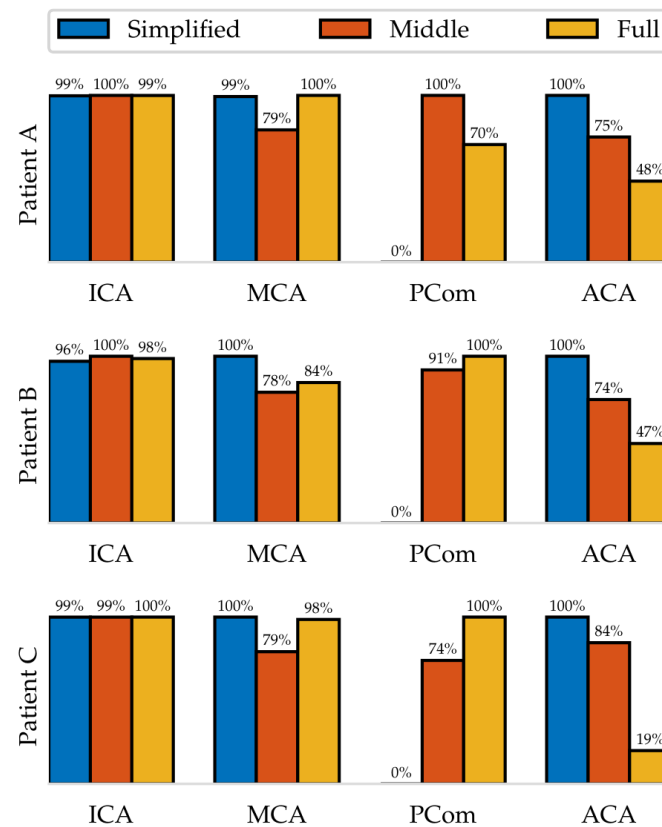 Simplified Middle Full
Patient A
99% 100% 99% 99% 79% 100% 0% 100% 70% 100% 75% 48%
ICA MCA PCom ACA
Patient B
96% 100% 98% 100% 78% 84% 0% 91% 100% 100% 74% 47%
ICA MCA PCom ACA
Patient C
99% 99% 100% 100% 79% 98% 0% 74% 100% 100% 84% 19%
ICA MCA PCom ACA